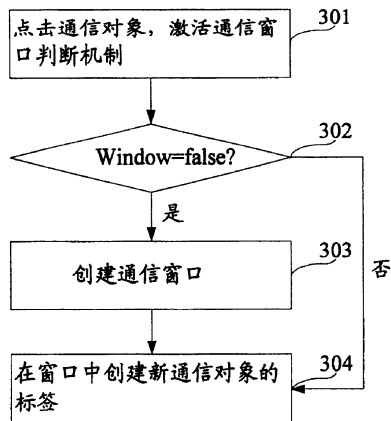 点击通信对象，激活通信窗
口判断机制
301
302
Window=false?
是
303
创建通信窗口
否
304
在窗口中创建新通信对象的
标签